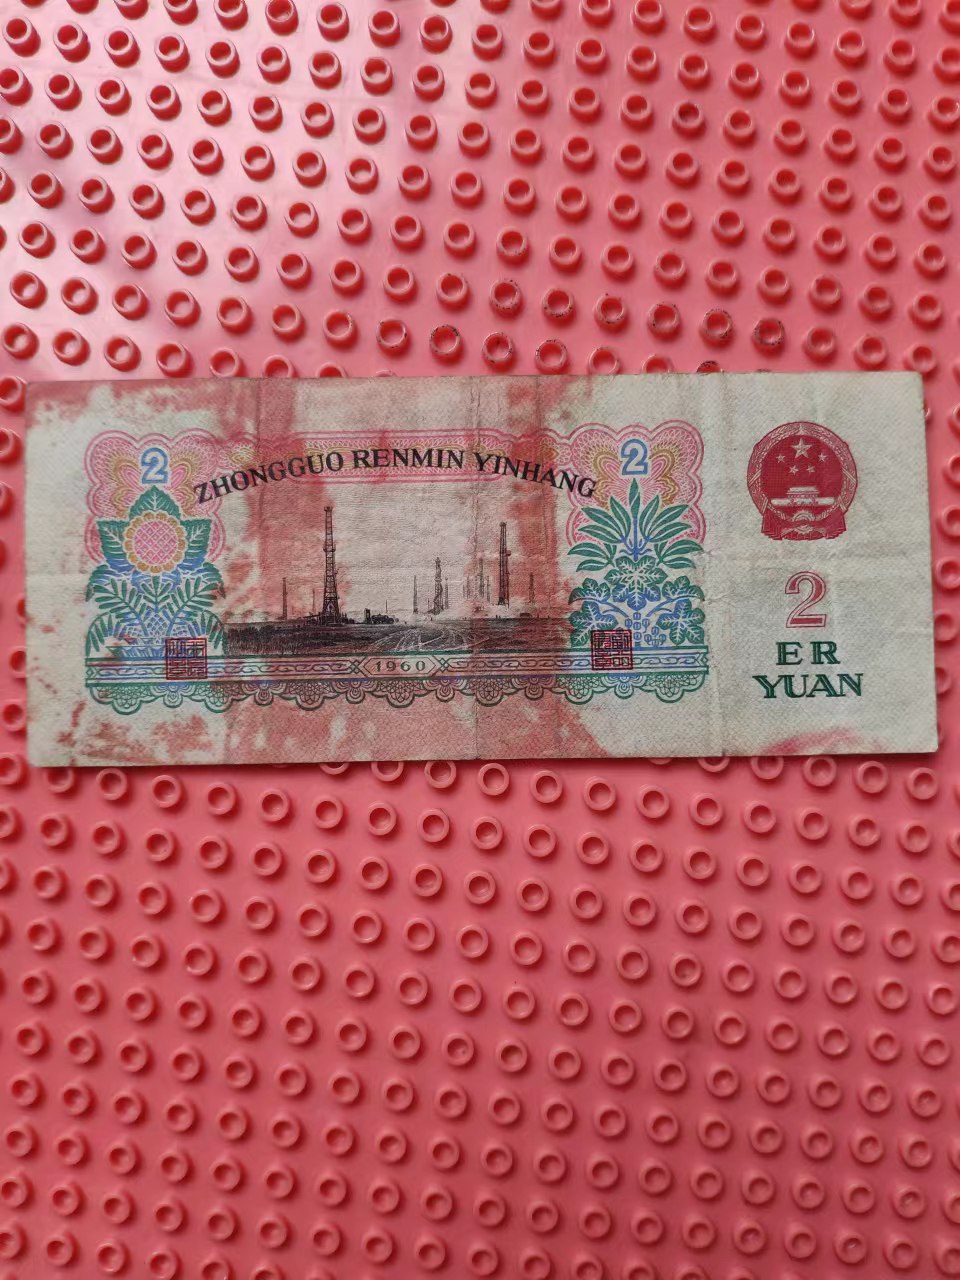 2
2
ZHONGGUO RENMIN YINHANG
1960
2
ER
YUAN